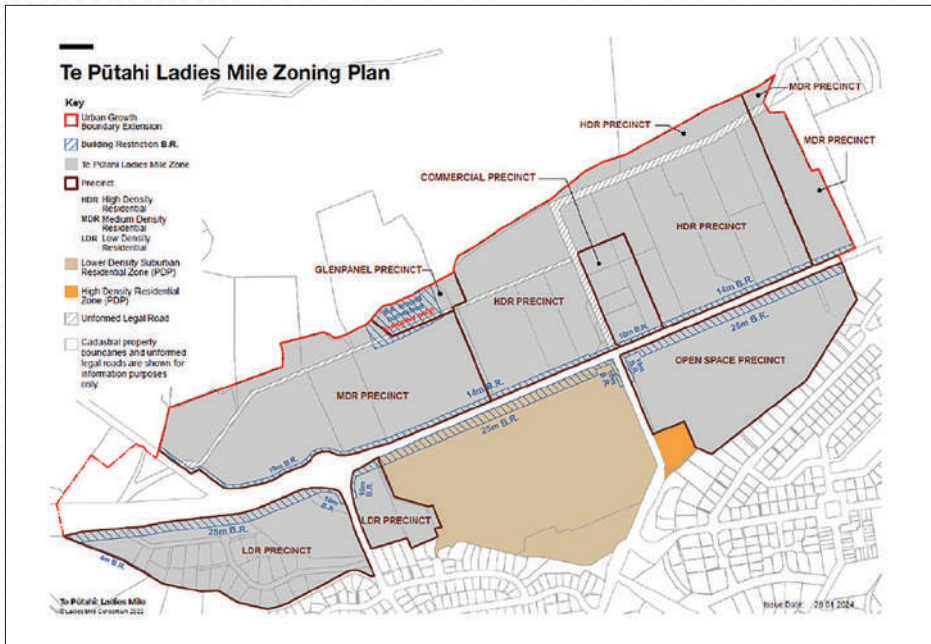 Te Pūtahi Ladies Mile Zoning Plan
Key
Urban Growth
Boundary Extension
Building Restriction B.R.
Te Pūtahi Ladies Mile Zone
Precinct
HDR High Density
Residential
MDR Medium Density
Residential
LDR Low Density
Residential
Lower Density Suburban
Residential Zone (PDP)
High Density Residential
Zone (PDP)
Unformed Legal Road
Cadastral property
boundaries and unformed
legal roads are shown for
information purposes
only
MDR PRECINCT
HDR PRECINCT
MDR PRECINCT
COMMERCIAL PRECINCT
HDR PRECINCT
GLENPANEL PRECINCT
HDR PRECINCT
14m B.R.
10m B.R.
25m B.R.
OPEN SPACE PRECINCT
MDR PRECINCT
14m B.R.
25m B.R.
LDR PRECINCT
25m B.R.
LDR PRECINCT
Te Pūtahi: Ladies Mile
Issue Date: 29.01.2024